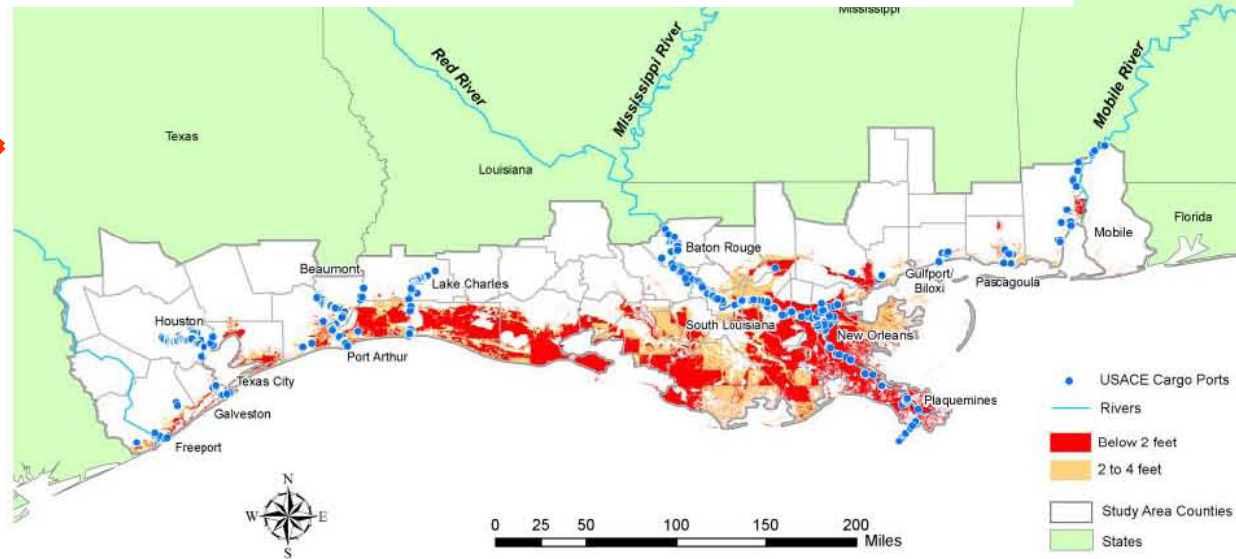 Mississippi
Red River
Mississippi River
Mobile River
Texas
Louisiana
Florida
Baton Rouge
Mobile
Beaumont
Lake Charles
Gulfport/
Biloxi
Pascagoula
Houston
South Louisiana
New Orleans
Port Arthur
Texas City
Galveston
Plaquemines
Freeport
USACE Cargo Ports
Rivers
Below 2 feet
2 to 4 feet
Study Area Counties
States
N
W E
S
0 25 50 100 150 200
Miles